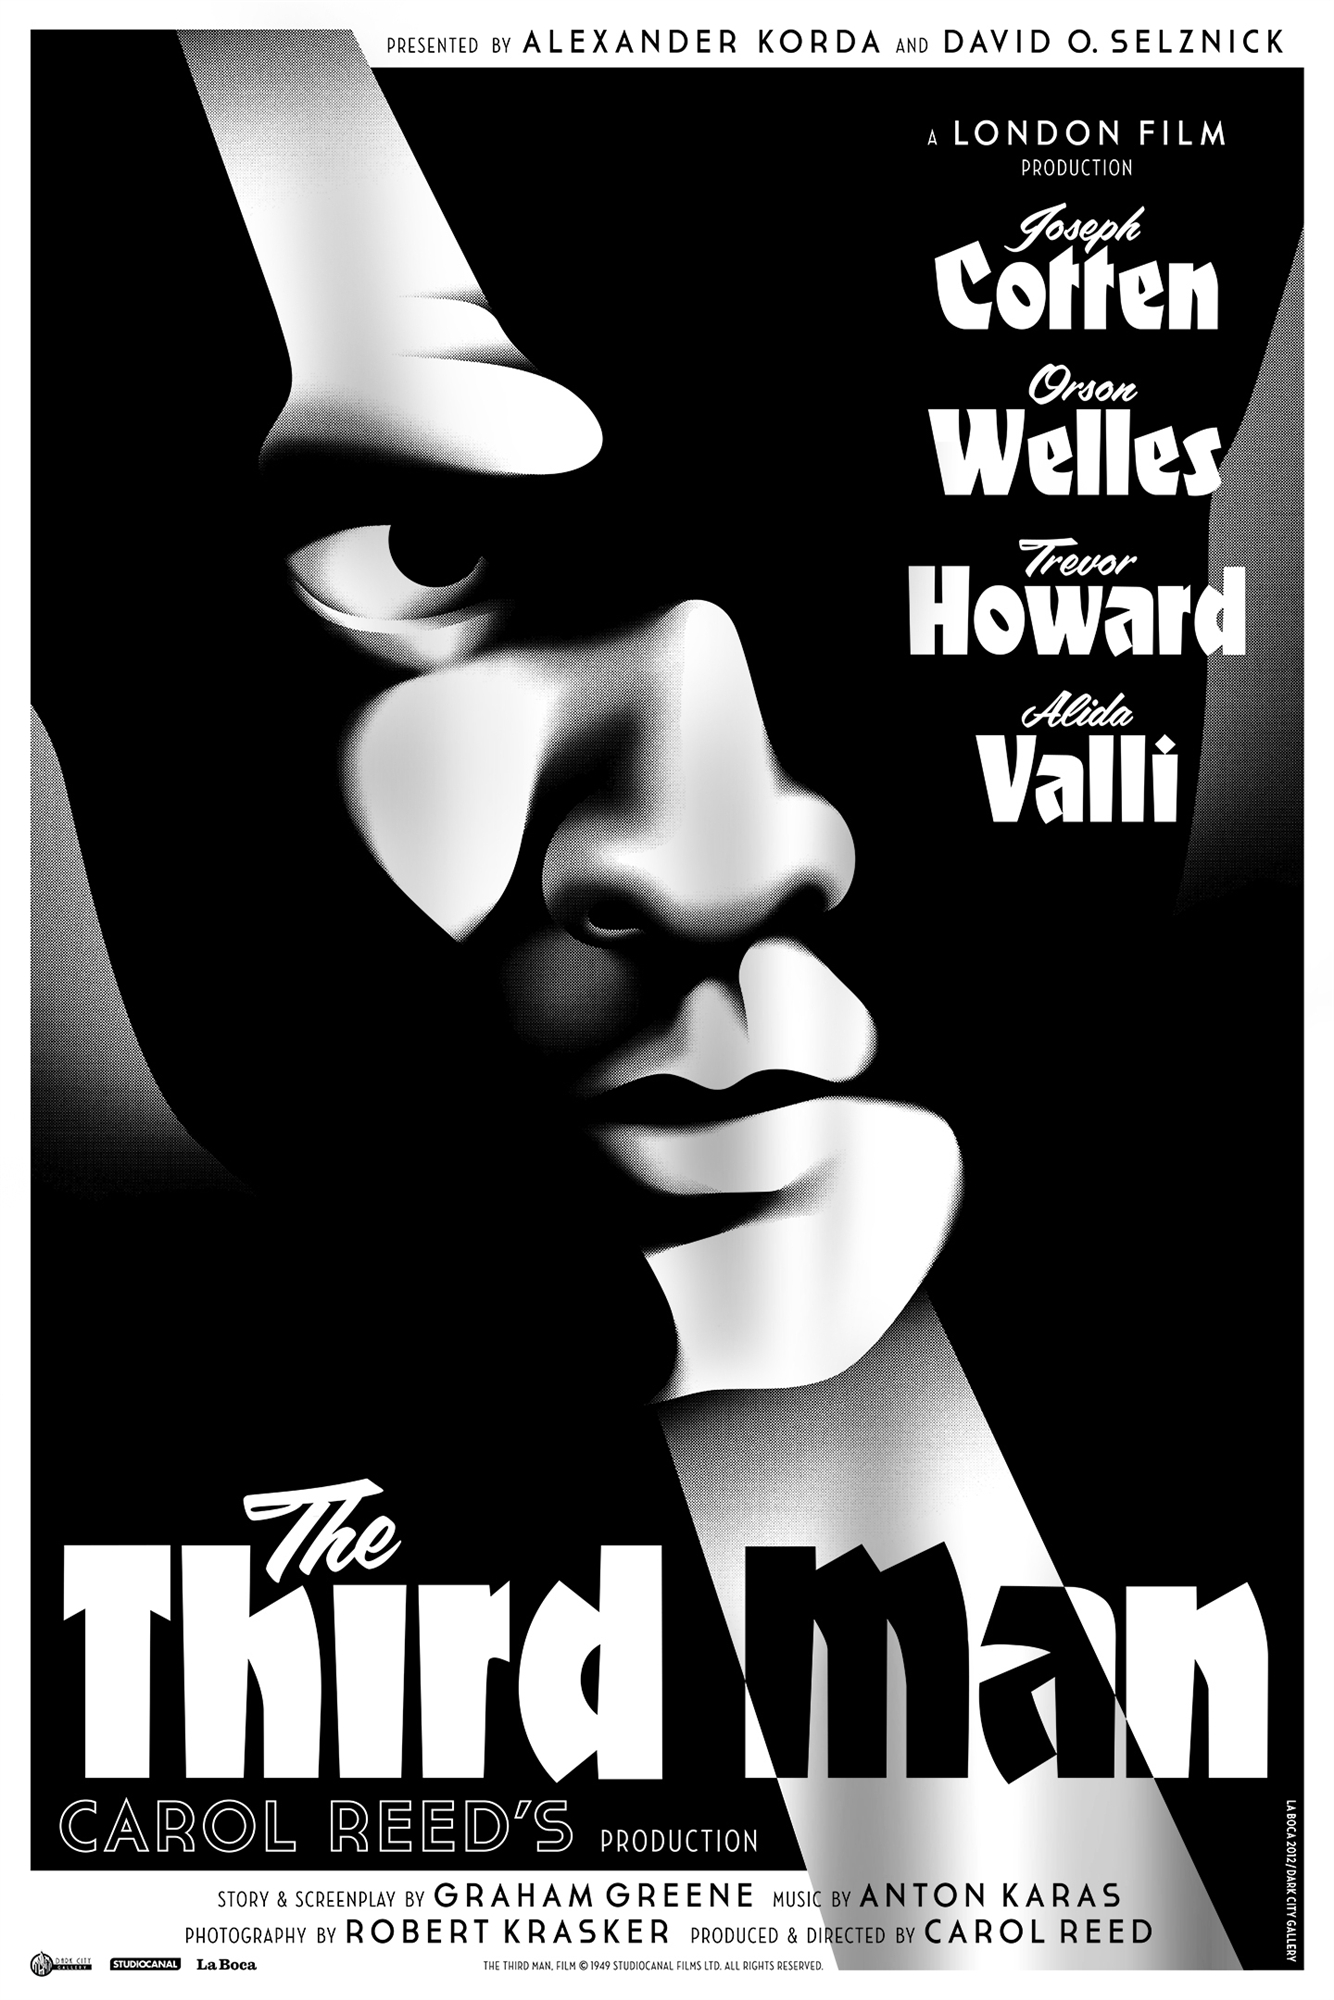 PRESENTED BY ALEXANDER KORDA AND DAVID O. SELZNICK
A LONDON FILM
PRODUCTION
Joseph
Cotten
Orson
Welles
Trevor
Howard
Alida
Valli
The
Third Man
CAROL REED'S PRODUCTION
STORY & SCREENPLAY BY GRAHAM GREENE MUSIC BY ANTON KARAS
PHOTOGRAPHY BY ROBERT KRASKER PRODUCED & DIRECTED BY CAROL REED
DARK CITY
GALLERY
STUDIOCANAL
La Boca
THE THIRD MAN, FILM © 1949 STUDIOCANAL FILMS LTD. ALL RIGHTS RESERVED.
LA BOCA 2012/DARK CITY GALLERY